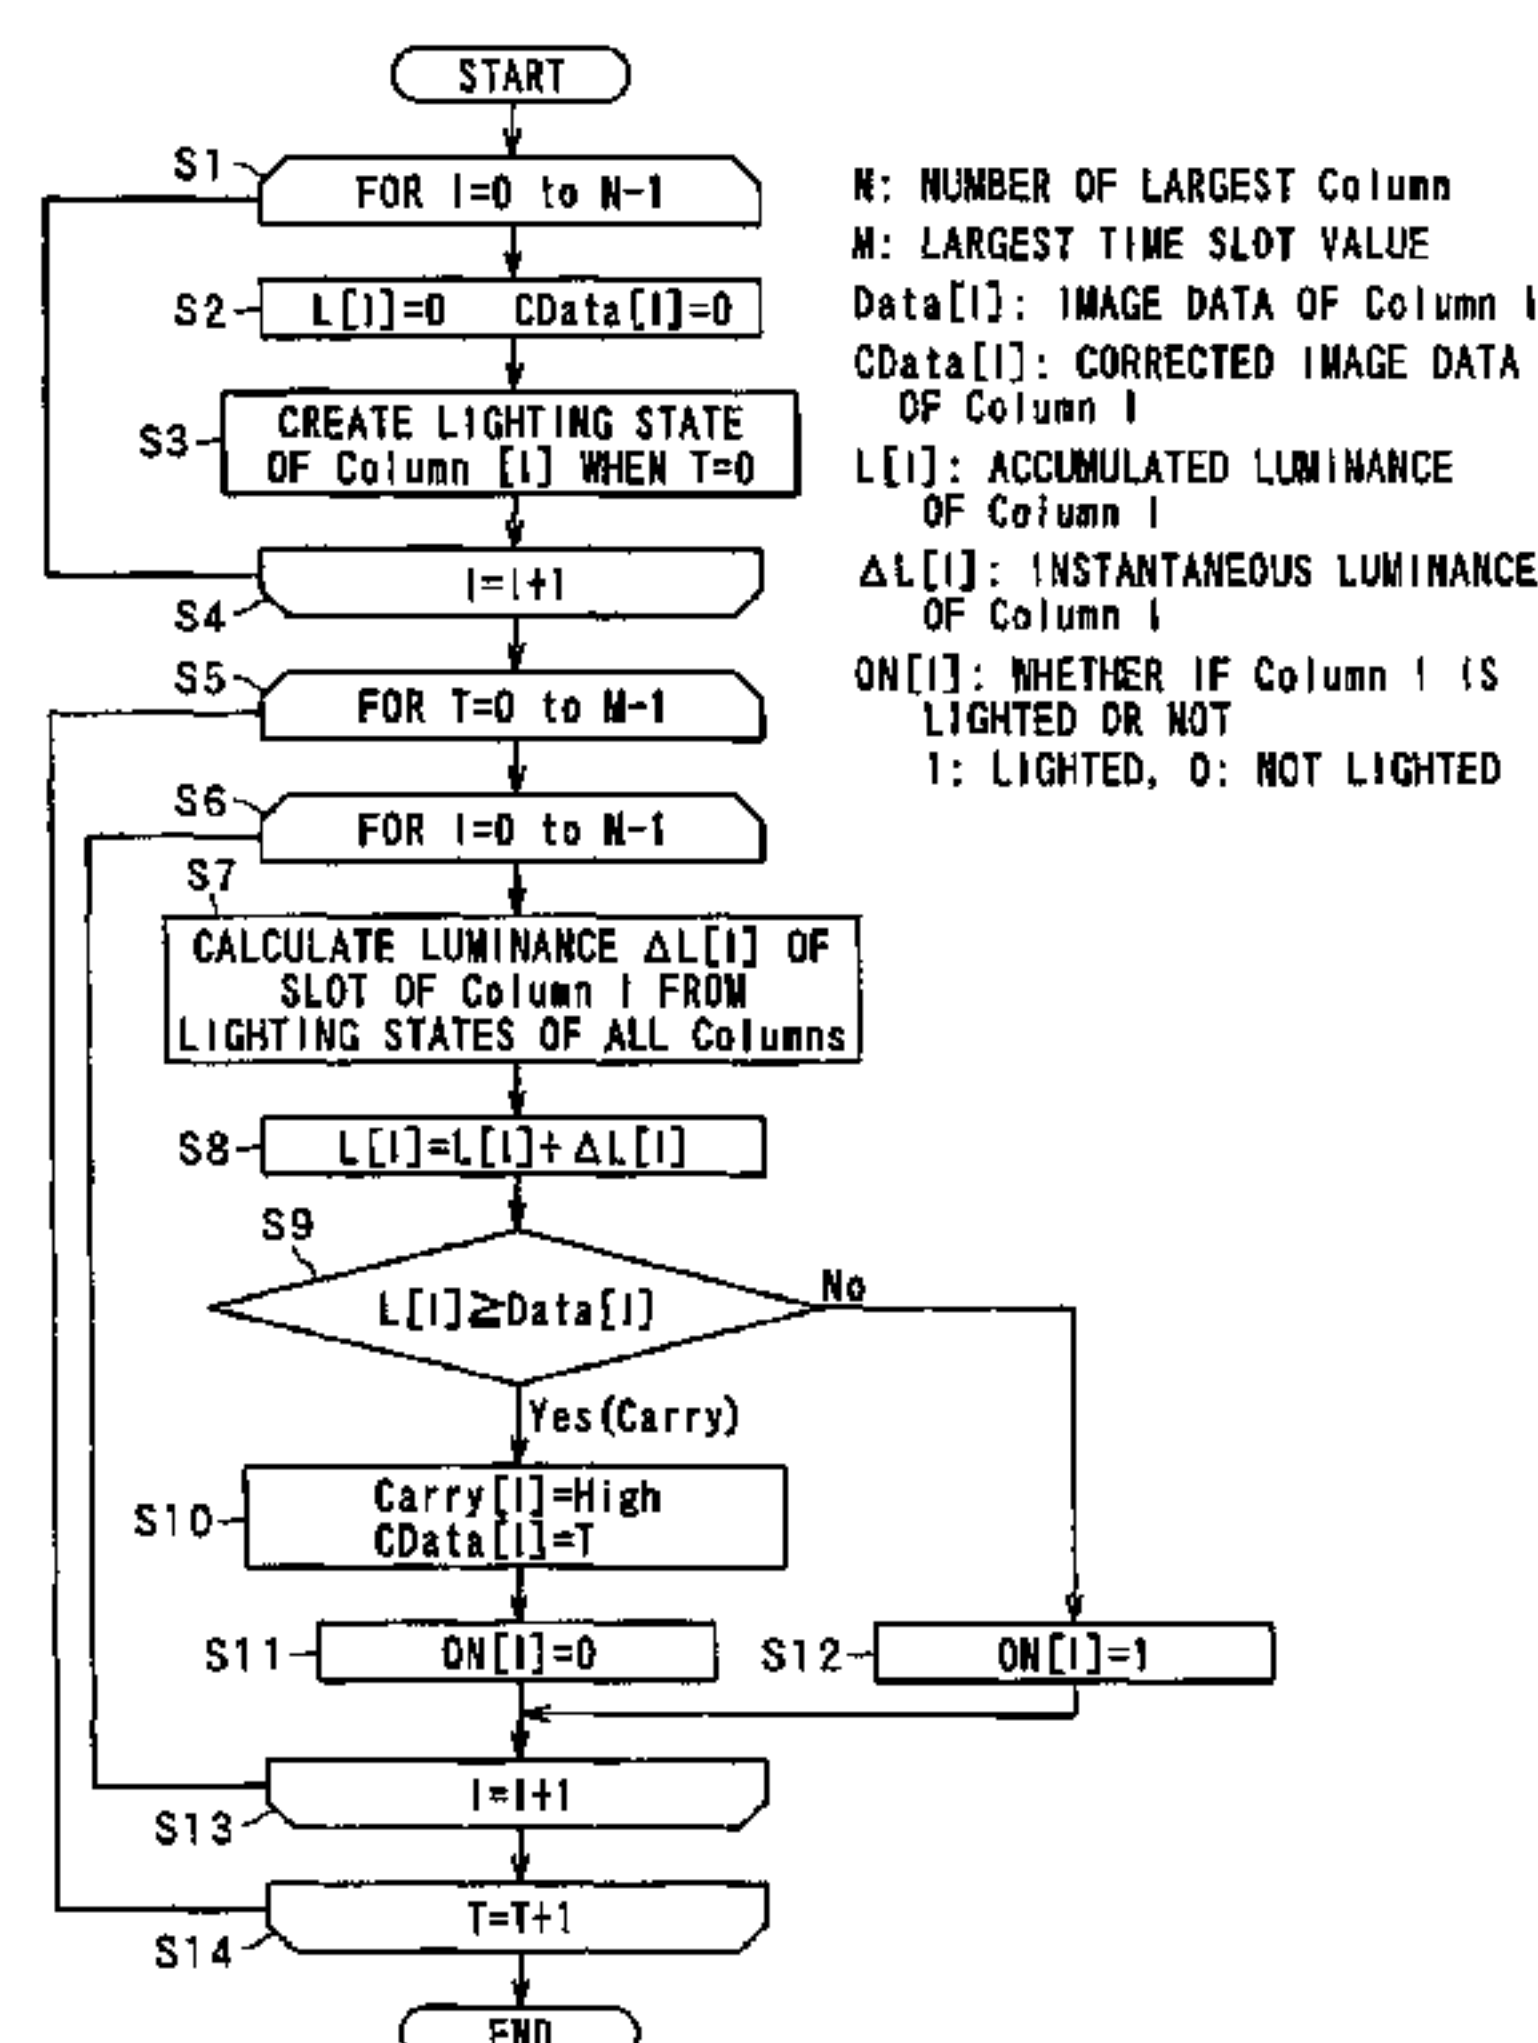 START
S1
FOR I=0 to N-1
S2
L[I]=0 CData[I]=0
S3
CREATE LIGHTING STATE
OF Column [I] WHEN T=0
I=I+1
S4
S5
FOR T=0 to M-1
S6
FOR I=0 to N-1
S7
CALCULATE LUMINANCE ΔL[I] OF
SLOT OF Column I FROM
LIGHTING STATES OF ALL Columns
S8
L[I]=L[I]+ΔL[I]
S9
L[I]≧Data[I]
No
Yes(Carry)
S10
Carry[I]=High
CData[I]=T
S11
ON[I]=0
S12
ON[I]=1
I=I+1
S13
T=T+1
S14
END
N: NUMBER OF LARGEST Column
M: LARGEST TIME SLOT VALUE
Data[I]: IMAGE DATA OF Column I
CData[I]: CORRECTED IMAGE DATA
OF Column I
L[I]: ACCUMULATED LUMINANCE
OF Column I
ΔL[I]: INSTANTANEOUS LUMINANCE
OF Column I
ON[I]: WHETHER IF Column I IS
LIGHTED OR NOT
1: LIGHTED, 0: NOT LIGHTED